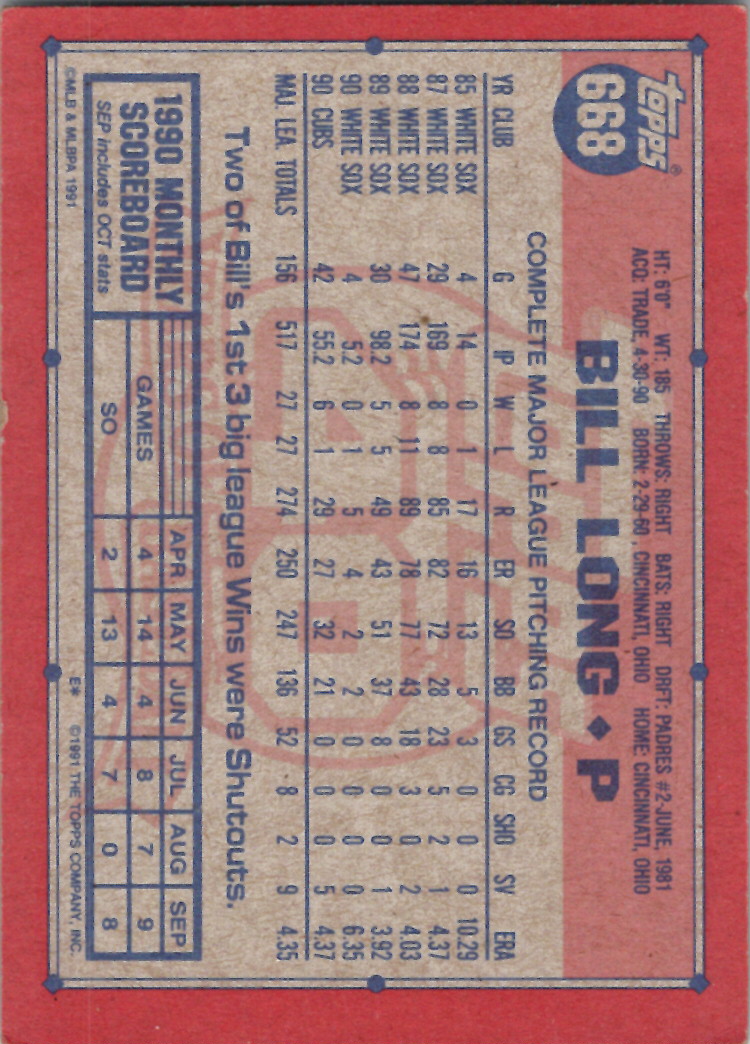 Topps®
668
HT: 6'0" WT: 185 THROWS: RIGHT BATS: RIGHT DRFT: PADRES #2-JUNE, 1981
ACQ: TRADE, 4-30-90 BORN: 2-29-60, CINCINNATI, OHIO HOME: CINCINNATI, OHIO
BILL LONG ♦ P
COMPLETE MAJOR LEAGUE PITCHING RECORD
YR CLUB G IP W L R ER SO BB GS CG SHO SV ERA
85 WHITE SOX 4 14 0 1 17 16 13 5 3 0 0 0 10.29
87 WHITE SOX 29 169 8 8 85 82 72 28 23 5 2 1 4.37
88 WHITE SOX 47 174 8 11 89 78 77 43 18 3 0 2 4.03
89 WHITE SOX 30 98.2 5 5 49 43 51 37 8 0 0 1 3.92
90 WHITE SOX 4 5.2 0 1 5 4 2 2 0 0 0 0 6.35
90 CUBS 42 55.2 6 1 29 27 32 21 0 0 0 5 4.37
MAJ. LEA. TOTALS 156 517 27 27 274 250 247 136 52 8 2 9 4.35
Two of Bill's 1st 3 big league Wins were Shutouts.
1990 MONTHLY
SCOREBOARD
SEP includes OCT stats
APR MAY JUN JUL AUG SEP
GAMES 4 14 4 8 7 9
SO 2 13 4 7 0 8
©MLB & MLBPA 1991
E* ©1991 THE TOPPS COMPANY, INC.